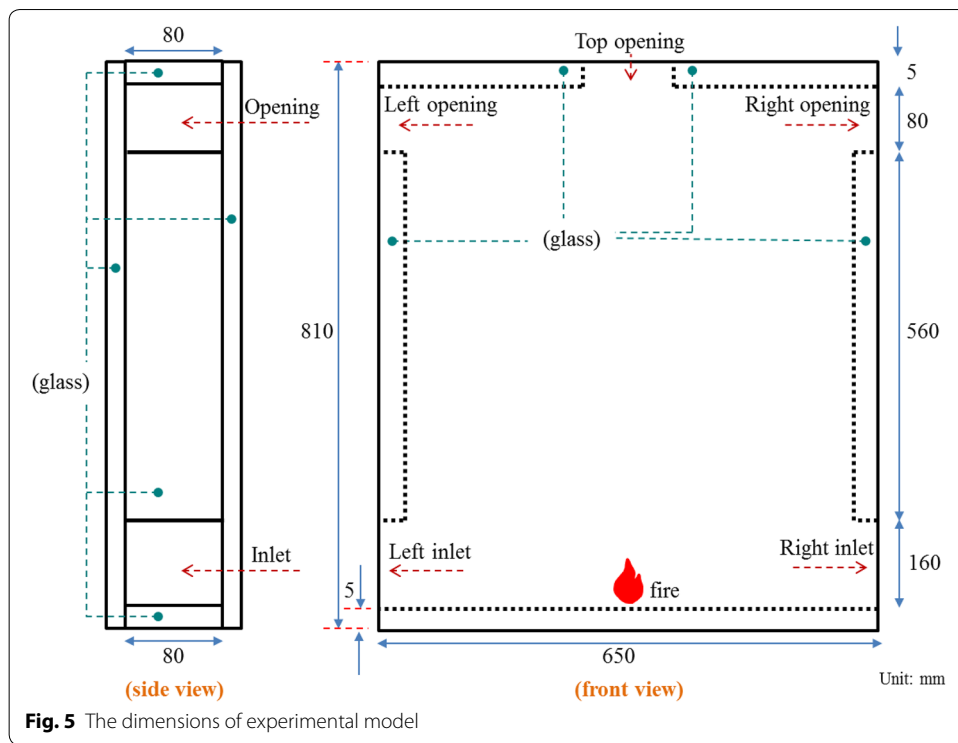 80
Top opening
5
Opening
Left opening
Right opening
80
(glass)
810
560
(glass)
Inlet
Left inlet
Right inlet
160
5
fire
80
650
Unit: mm
(side view)
(front view)
Fig. 5 The dimensions of experimental model